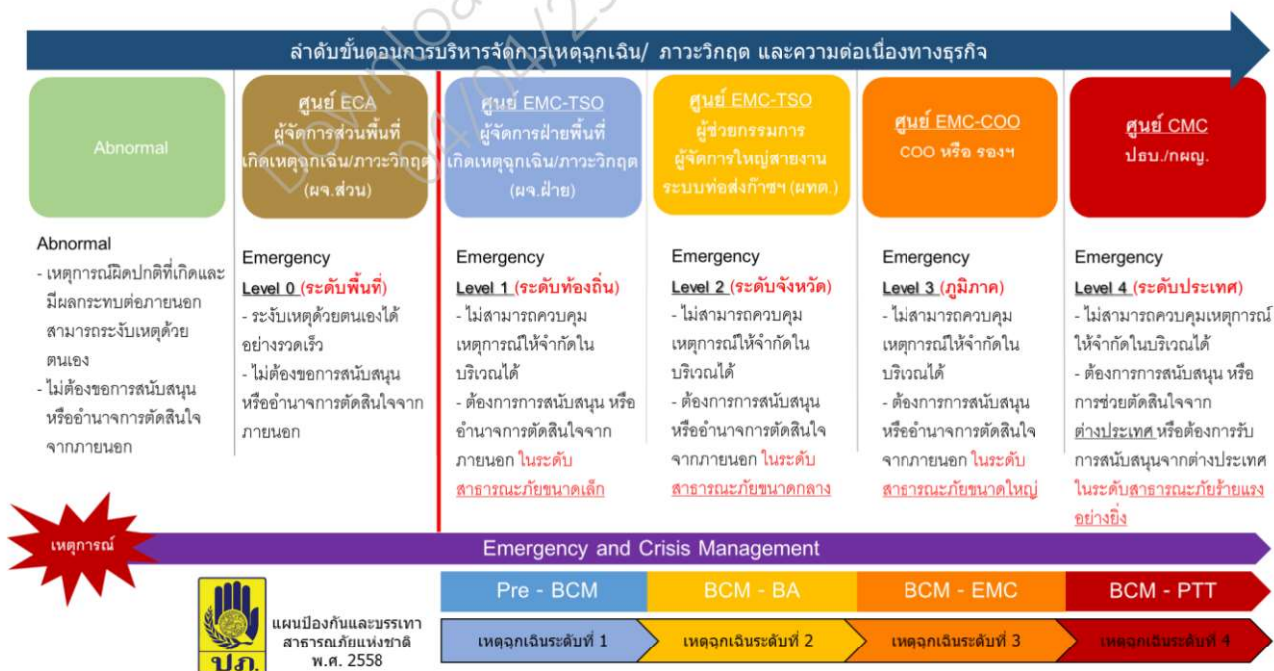 Downloa
04/04/2
ลำดับขั้นตอนการบริหารจัดการเหตุฉุกเฉิน/ ภาวะวิกฤต และความต่อเนื่องทางธุรกิจ
Abnormal
ศูนย์ ECA
ผู้จัดการส่วนพื้นที่
เกิดเหตุฉุกเฉิน/ภาวะวิกฤต
(ผจ.ส่วน)
ศูนย์ EMC-TSO
ผู้จัดการฝ่ายพื้นที่
เกิดเหตุฉุกเฉิน/ภาวะวิกฤต
(ผจ.ฝ่าย)
ศูนย์ EMC-TSO
ผู้ช่วยกรรมการ
ผู้จัดการใหญ่สายงาน
ระบบท่อส่งก๊าซฯ (ผทต.)
ศูนย์ EMC-COO
COO หรือ รองฯ
ศูนย์ CMC
ปธบ./กผญ.
Abnormal
- เหตุการณ์ผิดปกติที่เกิดและ
มีผลกระทบต่อภายนอก
สามารถระงับเหตุด้วย
ตนเอง
- ไม่ต้องขอการสนับสนุน
หรืออำนาจการตัดสินใจ
จากภายนอก
Emergency
Level 0 (ระดับพื้นที่)
- ระงับเหตุด้วยตนเองได้
อย่างรวดเร็ว
- ไม่ต้องขอการสนับสนุน
หรืออำนาจการตัดสินใจจาก
ภายนอก
Emergency
Level 1 (ระดับท้องถิ่น)
- ไม่สามารถควบคุม
เหตุการณ์ให้จำกัดใน
บริเวณได้
- ต้องการการสนับสนุน หรือ
อำนาจการตัดสินใจจาก
ภายนอก ในระดับ
สาธารณะภัยขนาดเล็ก
Emergency
Level 2 (ระดับจังหวัด)
- ไม่สามารถควบคุม
เหตุการณ์ให้จำกัดใน
บริเวณได้
- ต้องการการสนับสนุน
หรืออำนาจการตัดสินใจ
จากภายนอก ในระดับ
สาธารณะภัยขนาดกลาง
Emergency
Level 3 (ภูมิภาค)
- ไม่สามารถควบคุม
เหตุการณ์ให้จำกัดใน
บริเวณได้
- ต้องการการสนับสนุน
หรืออำนาจการตัดสินใจ
จากภายนอก ในระดับ
สาธารณะภัยขนาดใหญ่
Emergency
Level 4 (ระดับประเทศ)
- ไม่สามารถควบคุมเหตุการณ์
ให้จำกัดในบริเวณได้
- ต้องการสนับสนุน หรือ
การช่วยตัดสินใจจาก
ต่างประเทศ หรือต้องการรับ
การสนับสนุนจากต่างประเทศ
ในระดับสาธารณะภัยร้ายแรง
อย่างยิ่ง
เหตุการณ์
Emergency and Crisis Management
Pre - BCM
BCM - BA
BCM - EMC
BCM - PTT
ปภ.
แผนป้องกันและบรรเทา
สาธารณภัยแห่งชาติ
พ.ศ. 2558
เหตุฉุกเฉินระดับที่ 1
เหตุฉุกเฉินระดับที่ 2
เหตุฉุกเฉินระดับที่ 3
เหตุฉุกเฉินระดับที่ 4